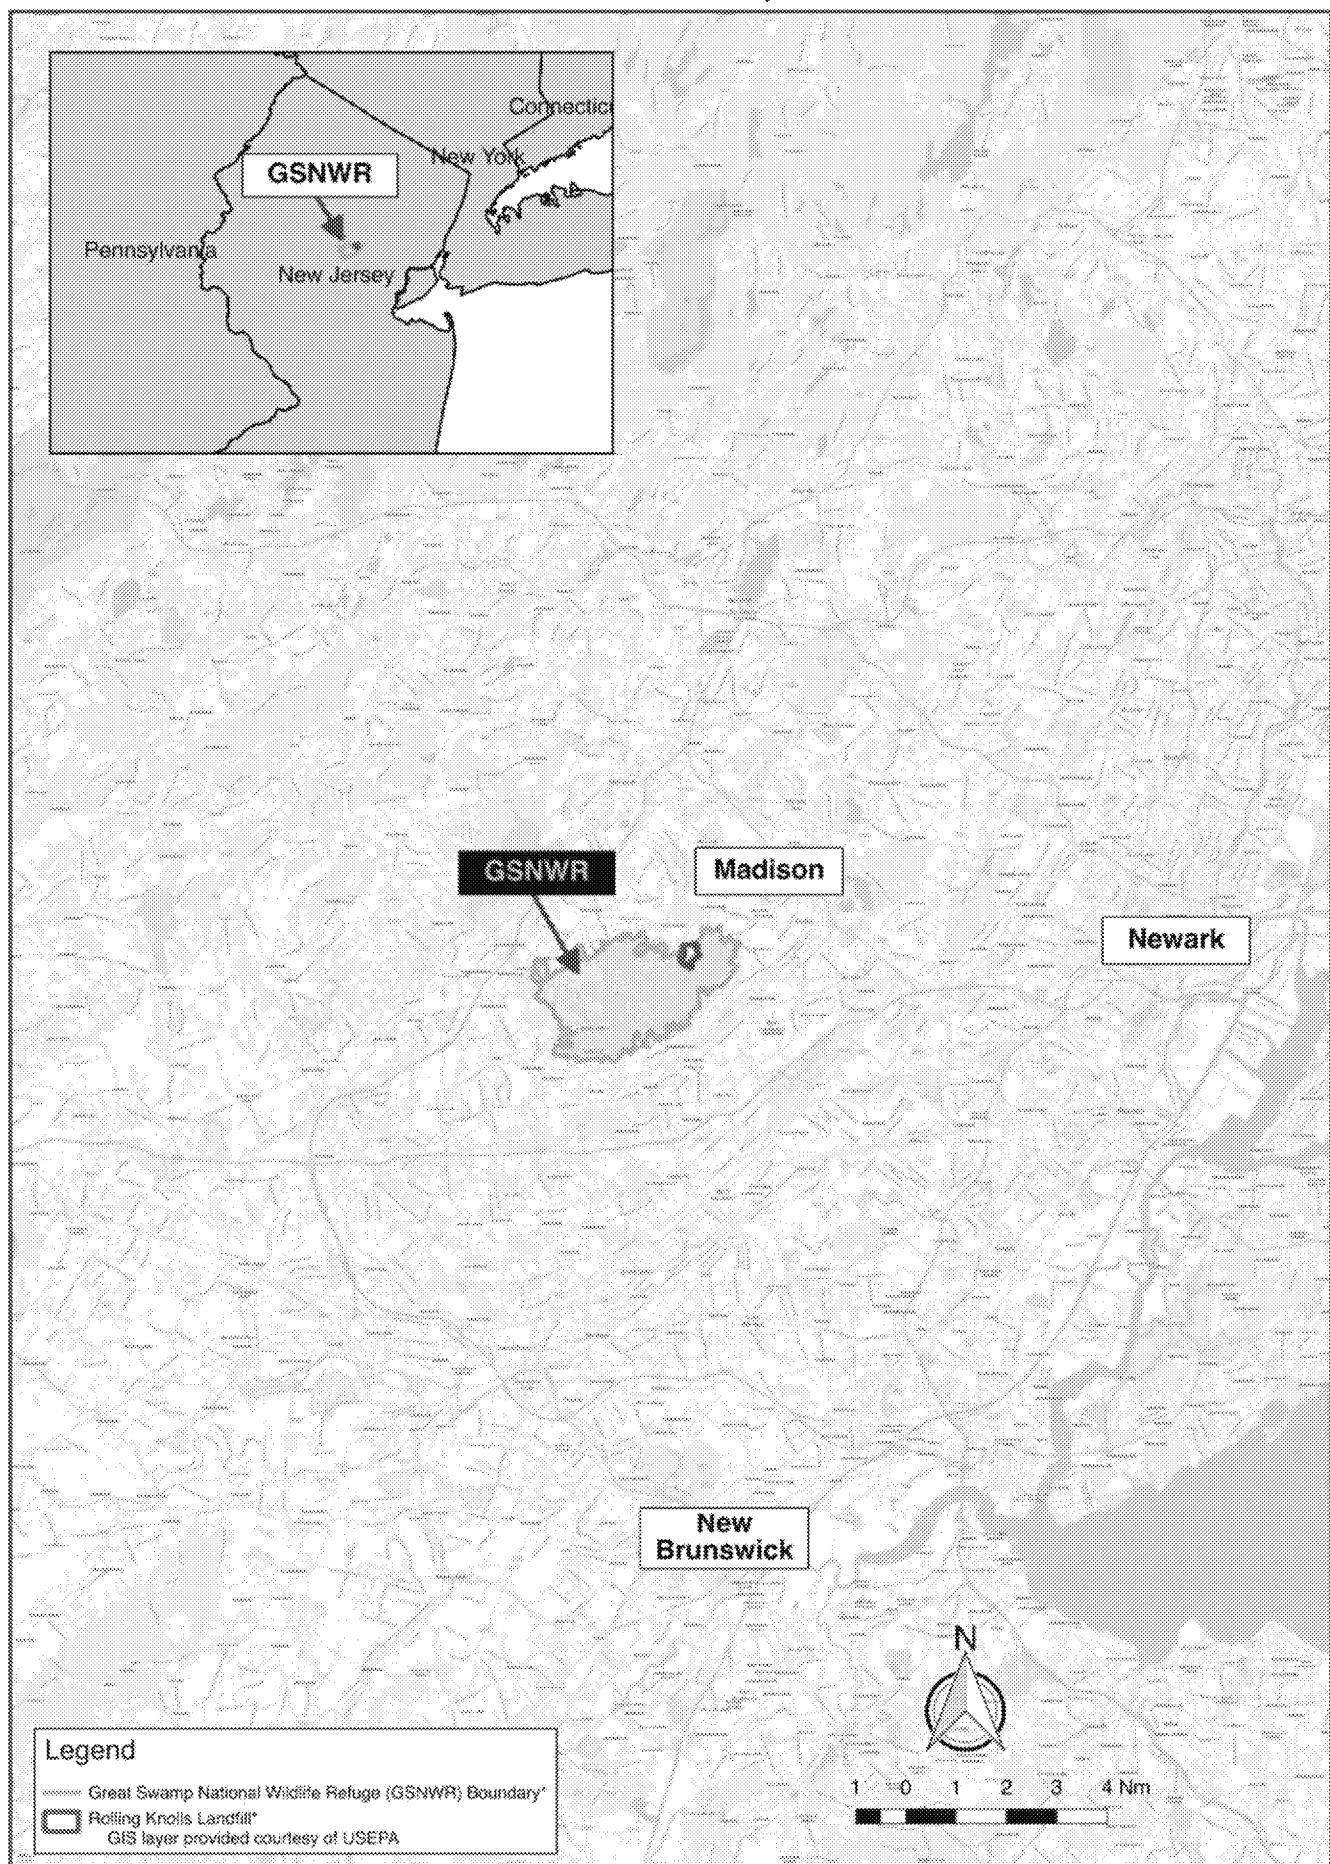 Connectic
New York
GSNWR
Pennsylvania
New Jersey
GSNWR
Madison
Newark
New
Brunswick
N
Legend
Great Swamp National Wildlife Refuge (GSNWR) Boundary*
Rolling Knolls Landfill*
GIS layer provided courtesy of USEPA
1 0 1 2 3 4 Nm